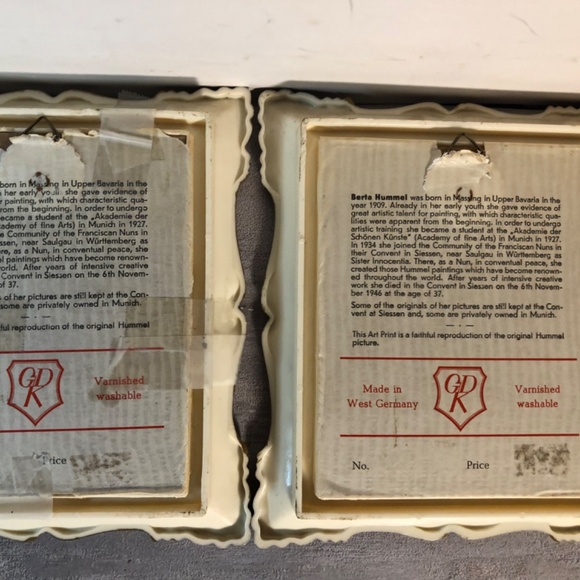 born in Massing in Upper Bavaria in the
n her early you she gave evidence of
r painting, with which characteristic qua-
rom the beginning. In order to undergo
became a student at the „Akademie der
cademy of fine Arts) in Munich in 1927.
e Community of the Franciscan Nuns in
essen, near Saulgau in Württemberg as
ere, as a Nun, in conventual peace, she
l paintings which have become renown-
orld. After years of intensive creative
Convent in Siessen on the 6th Novem-
of 37.
s of her pictures are still kept at the Con-
some are privately owned in Munich.
ful reproduction of the original Hummel
GDK
Varnished
washable
Price
Berta Hummel was born in Massing in Upper Bavaria in the
year 1909. Already in her early youth she gave evidence of
great artistic talent for painting, with which characteristic qua-
lities were apparent from the beginning. In order to undergo
artistic training she became a student at the „Akademie der
Schönen Künste" (Academy of fine Arts) in Munich in 1927.
In 1934 she joined the Community of the Franciscan Nuns in
their Convent in Siessen, near Saulgau in Württemberg as
Sister Innocentia. There, as a Nun, in conventual peace, she
created those Hummel paintings which have become renown-
ed throughout the world. After years of intensive creative
work she died in the Convent in Siessen on the 6th Novem-
ber 1946 at the age of 37.
Some of the originals of her pictures are still kept at the Con-
vent at Siessen and, some are privately owned in Munich.
This Art Print is a faithful reproduction of the original Hummel
picture.
Made in
West Germany
GDK
Varnished
washable
No.
Price